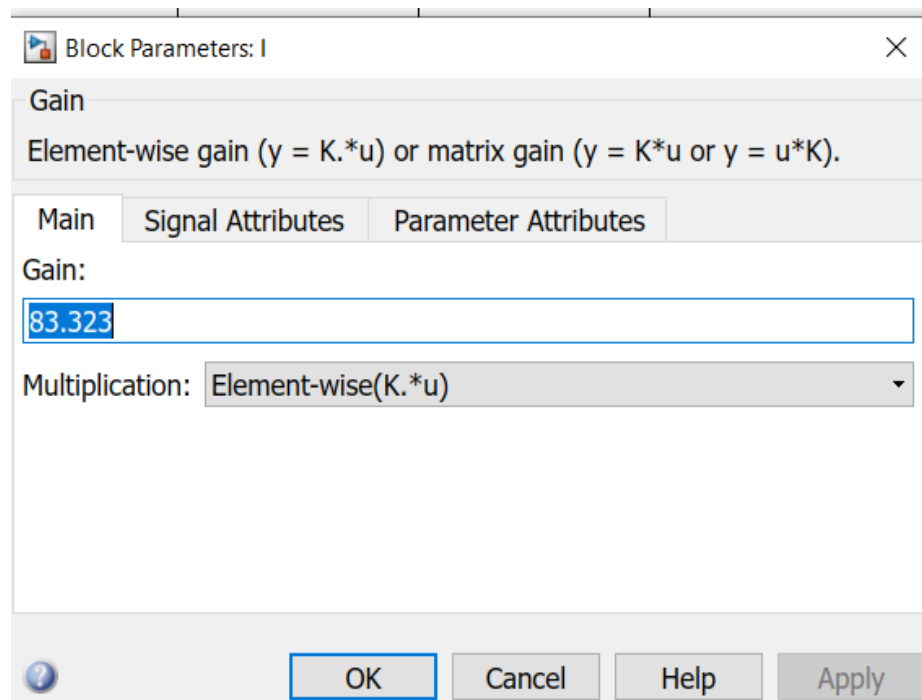 Block Parameters: I
Gain
Element-wise gain (y = K.*u) or matrix gain (y = K*u or y = u*K).
Main Signal Attributes Parameter Attributes
Gain:
83.323
Multiplication: Element-wise(K.*u)
OK Cancel Help Apply